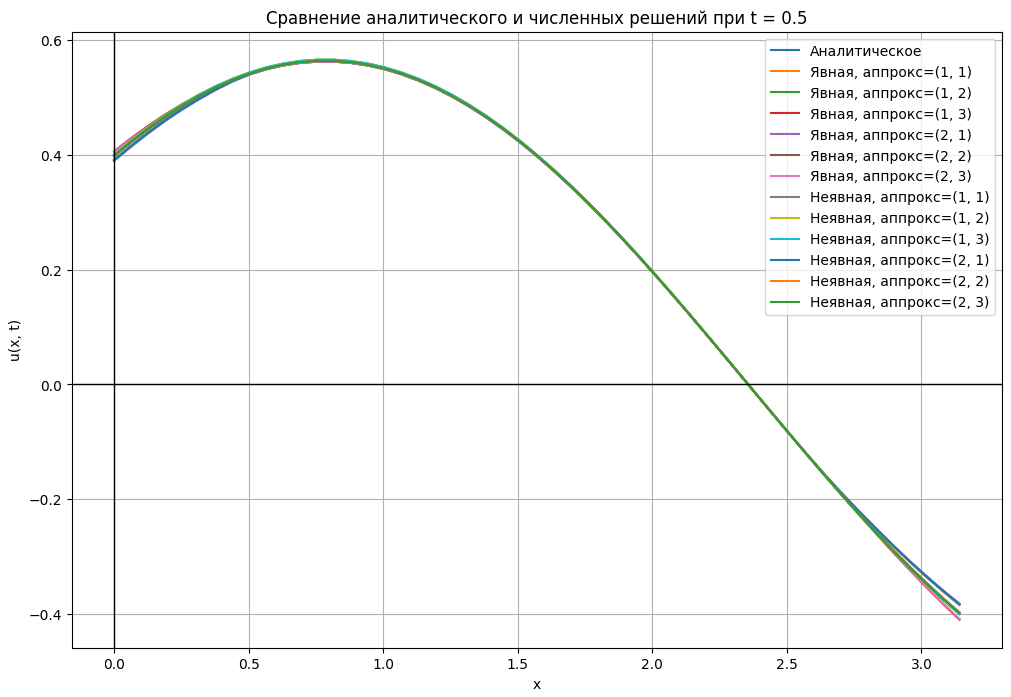 Сравнение аналитического и численных решений при t = 0.5
0.6
0.4
0.2
0.0
−0.2
−0.4
u(x, t)
Аналитическое
Явная, аппрокс=(1, 1)
Явная, аппрокс=(1, 2)
Явная, аппрокс=(1, 3)
Явная, аппрокс=(2, 1)
Явная, аппрокс=(2, 2)
Явная, аппрокс=(2, 3)
Неявная, аппрокс=(1, 1)
Неявная, аппрокс=(1, 2)
Неявная, аппрокс=(1, 3)
Неявная, аппрокс=(2, 1)
Неявная, аппрокс=(2, 2)
Неявная, аппрокс=(2, 3)
0.0 0.5 1.0 1.5 2.0 2.5 3.0
x